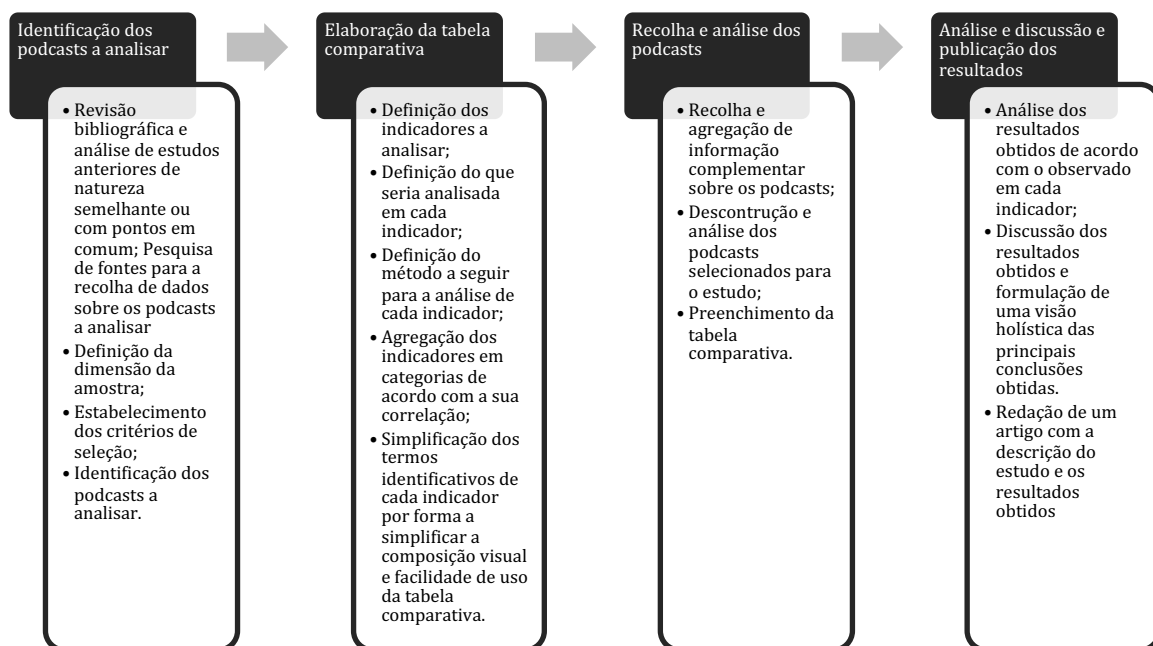 Identificação dos
podcasts a analisar
• Revisão
bibliográfica e
análise de estudos
anteriores de
natureza
semelhante ou
com pontos em
comum; Pesquisa
de fontes para a
recolha de dados
sobre os podcasts
a analisar
• Definição da
dimensão da
amostra;
• Estabelecimento
dos critérios de
seleção;
• Identificação dos
podcasts a
analisar.
Elaboração da tabela
comparativa
• Definição dos
indicadores a
analisar;
• Definição do que
seria analisada
em cada
indicador;
• Definição do
método a seguir
para a análise de
cada indicador;
• Agregação dos
indicadores em
categorias de
acordo com a sua
correlação;
• Simplificação dos
termos
identificativos de
cada indicador
por forma a
simplificar a
composição visual
e facilidade de uso
da tabela
comparativa.
Recolha e análise dos
podcasts
• Recolha e
agregação de
informação
complementar
sobre os podcasts;
• Descontrução e
análise dos
podcasts
selecionados para
o estudo;
• Preenchimento da
tabela
comparativa.
Análise e discussão e
publicação dos
resultados
• Análise dos
resultados
obtidos de acordo
com o observado
em cada
indicador;
• Discussão dos
resultados
obtidos e
formulação de
uma visão
holística das
principais
conclusões
obtidas.
• Redação de um
artigo com a
descrição do
estudo e os
resultados
obtidos